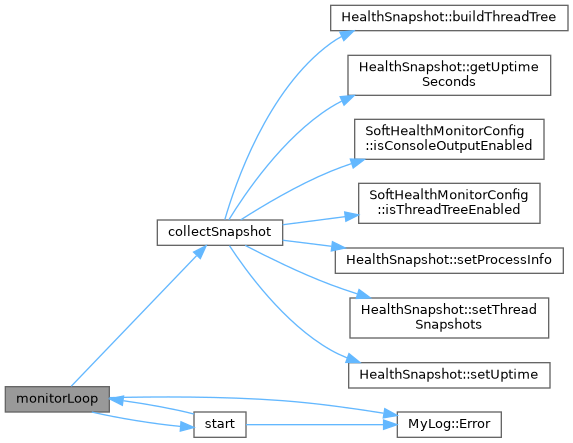 HealthSnapshot::buildThreadTree
HealthSnapshot::getUptime
Seconds
SoftHealthMonitorConfig
::isConsoleOutputEnabled
SoftHealthMonitorConfig
::isThreadTreeEnabled
collectSnapshot
HealthSnapshot::setProcessInfo
HealthSnapshot::setThread
Snapshots
HealthSnapshot::setUptime
monitorLoop
start
MyLog::Error